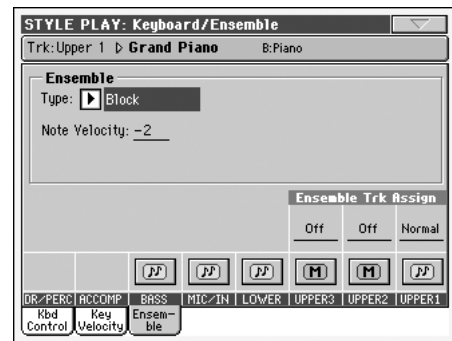 STYLE PLAY: Keyboard/Ensemble
Trk:Upper 1 ▷ Grand Piano B:Piano
Ensemble
Type: Block
Note Velocity: -2
Ensemble Trk Assign
Off Off Normal
M M
DR/PERC ACCOMP BASS MIC/IN LOWER UPPER3 UPPER2 UPPER1
Kbd Control Key Velocity Ensem-ble